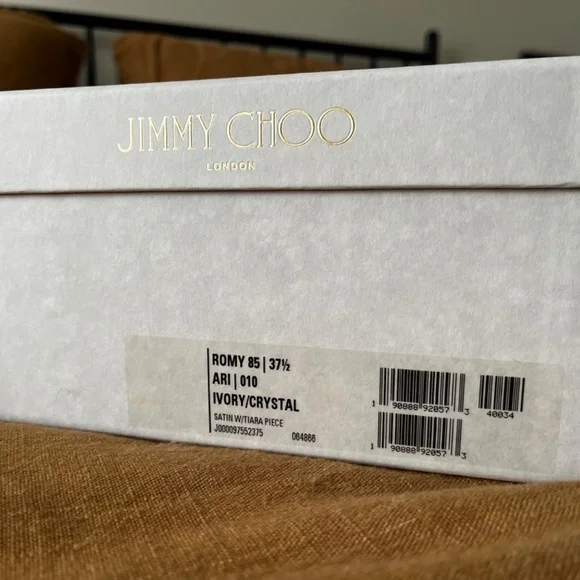 JIMMY CHOO
LONDON
ROMY 85 | 37½
ARI | 010
IVORY/CRYSTAL
SATIN W/TIARA PIECE
J000097552375 064866
1 90888 92057 3
40034
1 90888 92057 3